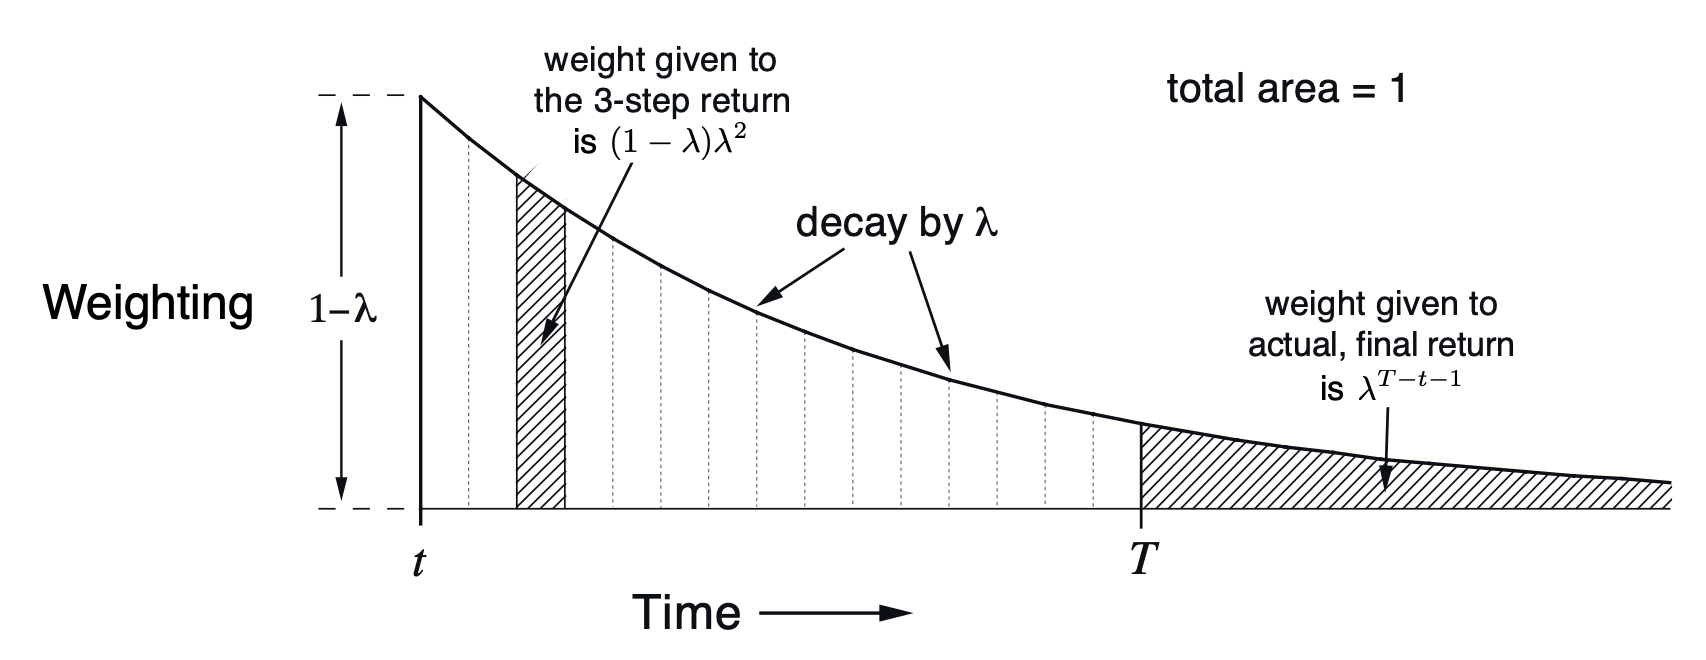 weight given to
the 3-step return
is (1 − λ)λ²
total area = 1
decay by λ
Weighting
1−λ
weight given to
actual, final return
is λ^{T−t−1}
t
T
Time